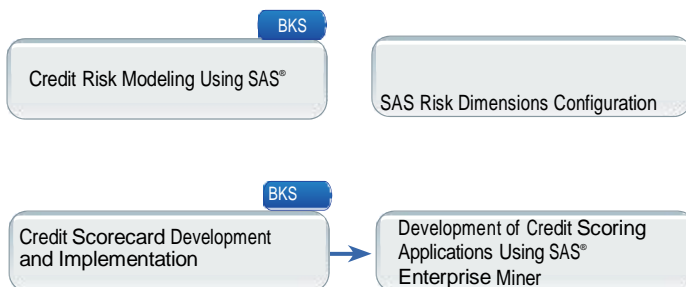 BKS
Credit Risk Modeling Using SAS®
SAS Risk Dimensions Configuration
BKS
Credit Scorecard Development
and Implementation
Development of Credit Scoring
Applications Using SAS®
Enterprise Miner